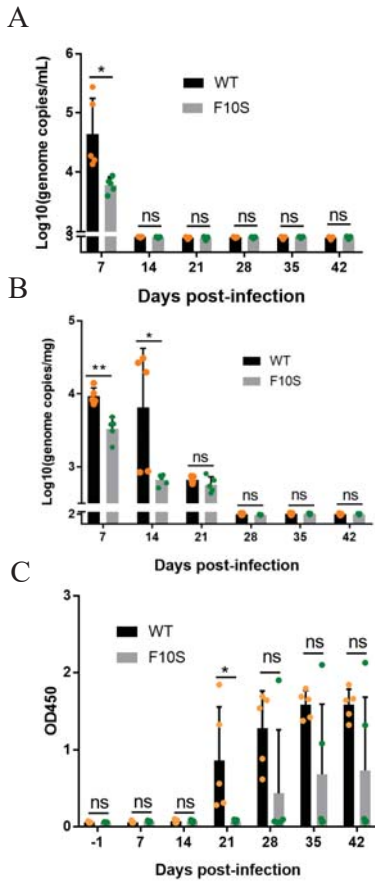 A
Log10(genome copies/mL)
6
5
4
3
*
ns
ns
ns
ns
ns
WT
F10S
7
14
21
28
35
42
Days post-infection
B
Log10(genome copies/mg)
5
4
3
2
**
*
ns
ns
ns
ns
WT
F10S
7
14
21
28
35
42
Days post-infection
C
OD450
2
1
0
WT
F10S
ns
ns
ns
*
ns
ns
ns
-1
7
14
21
28
35
42
Days post-infection